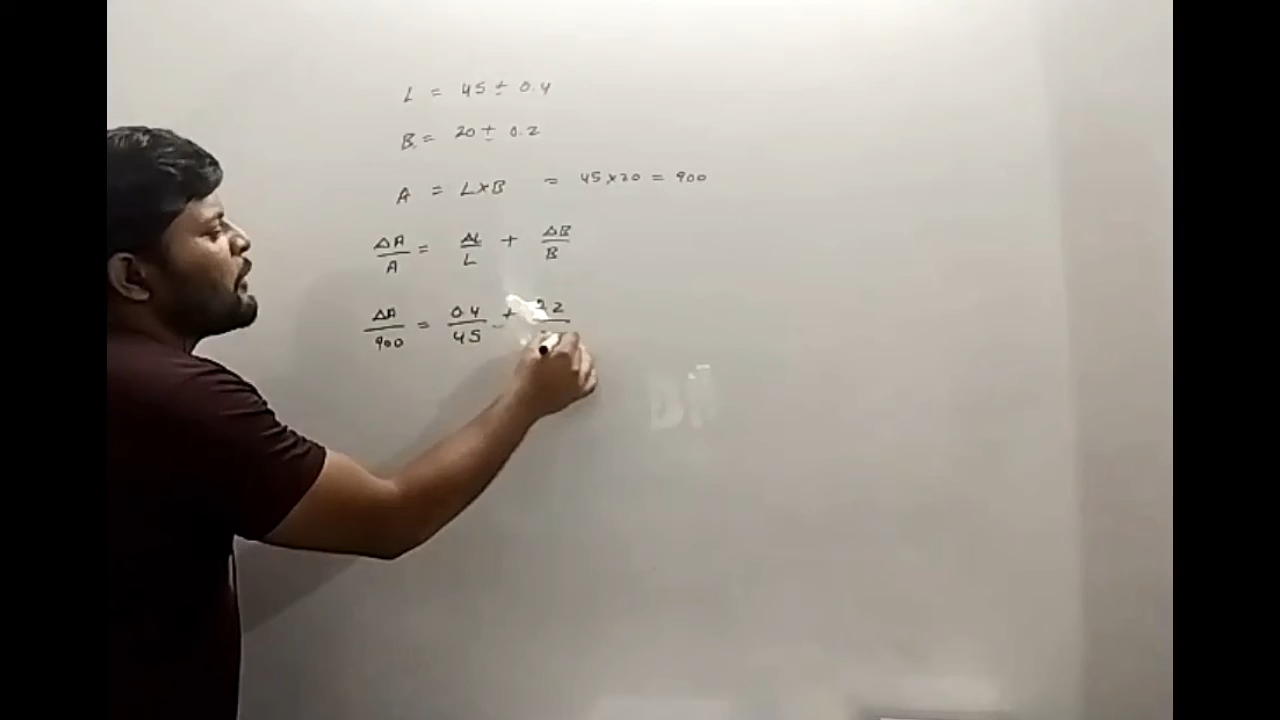 L = 45 ± 0.4
B = 20 ± 0.2
A = L×B = 45×20 = 900
ΔA/A = ΔL/L + ΔB/B
ΔA/900 = 0.4/45 +